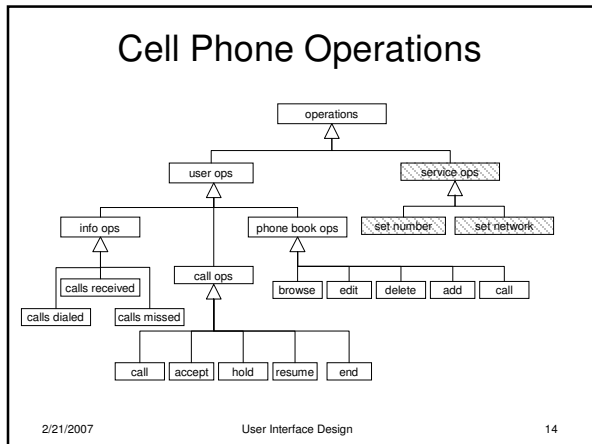 Cell Phone Operations
operations
user ops
service ops
info ops
phone book ops
set number
set network
calls received
call ops
browse
edit
delete
add
call
calls dialed
calls missed
call
accept
hold
resume
end
2/21/2007
User Interface Design
14